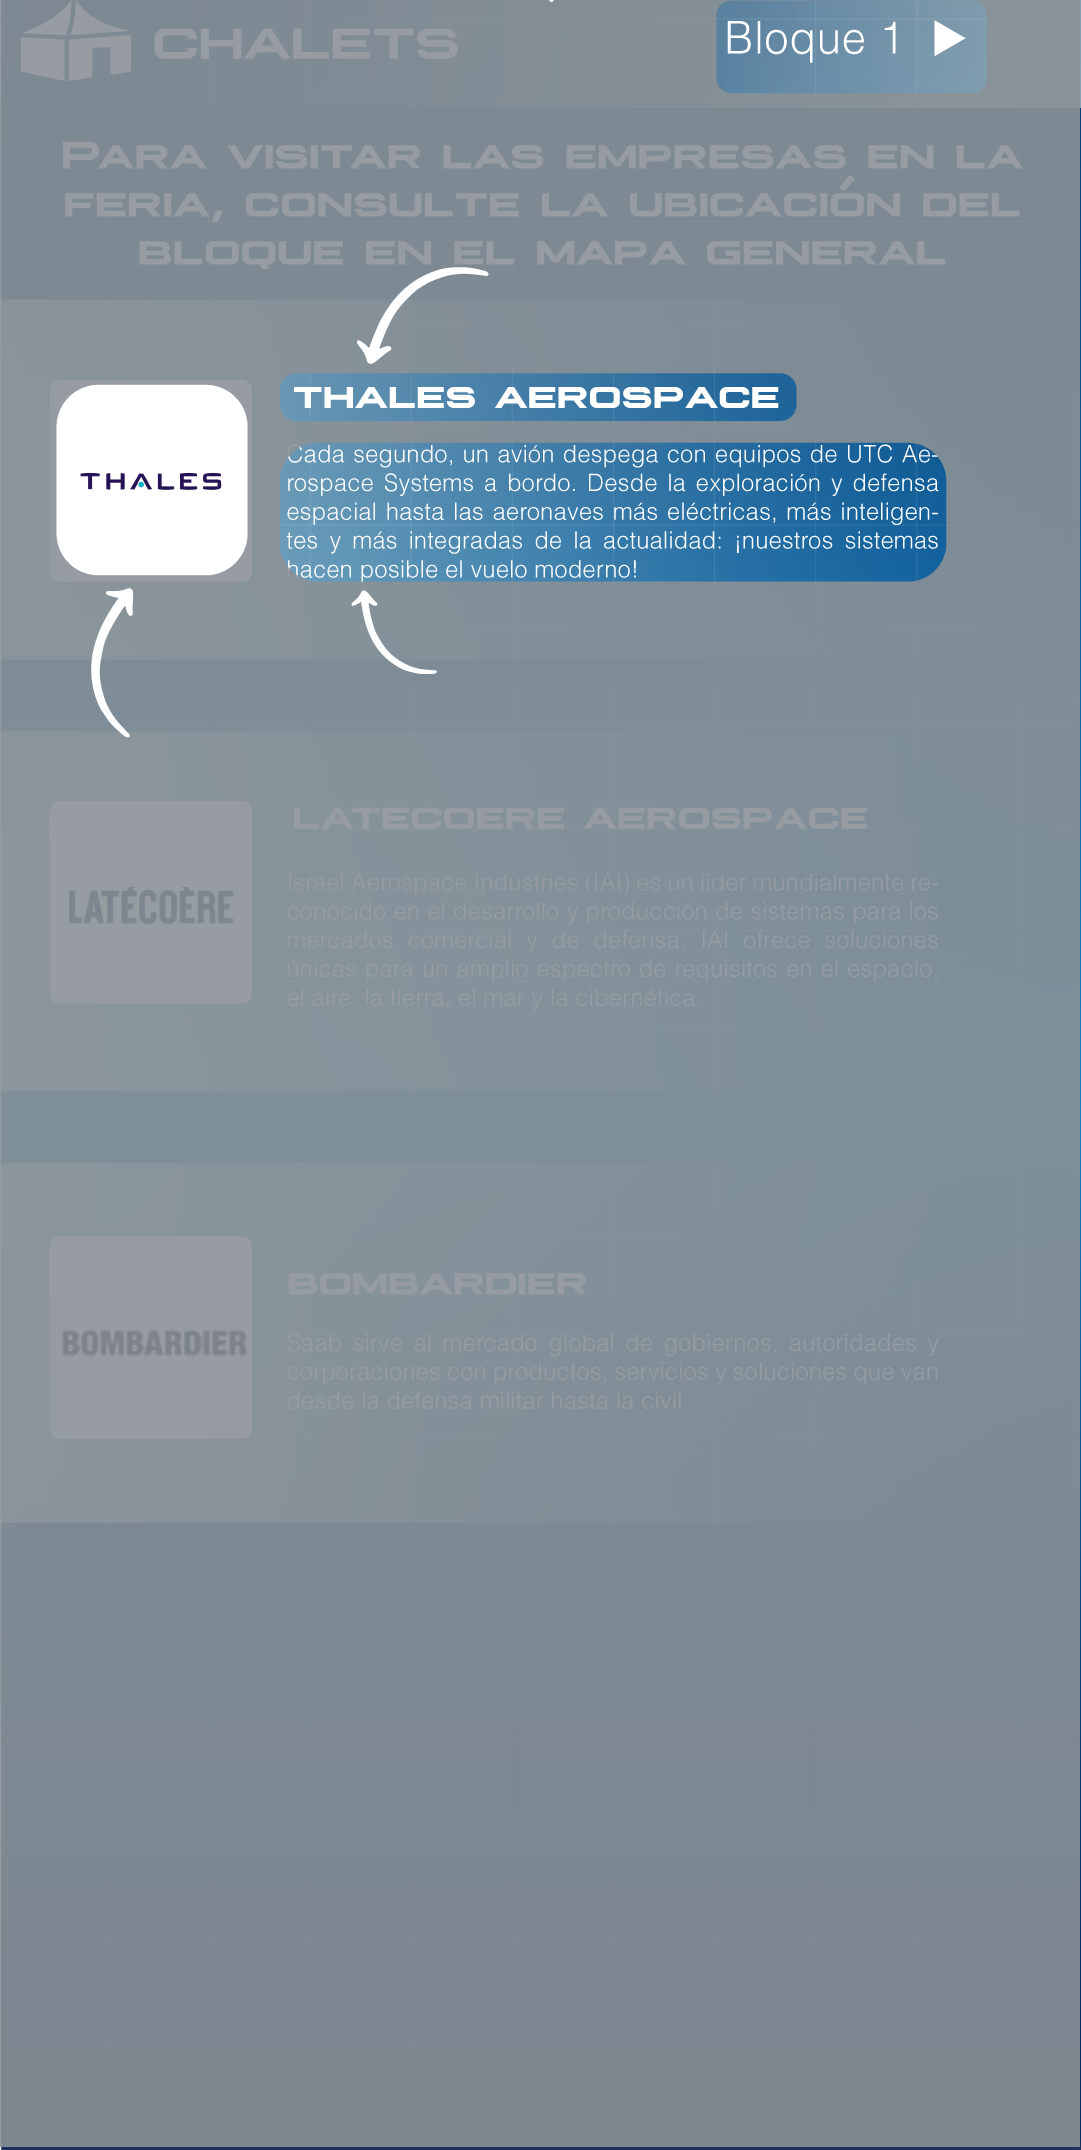 CHALETS
Bloque 1
PARA VISITAR LAS EMPRESAS EN LA
FERIA, CONSULTE LA UBICACIÓN DEL
BLOQUE EN EL MAPA GENERAL
THALES AEROSPACE
THALES
Cada segundo, un avión despega con equipos de UTC Ae-
rospace Systems a bordo. Desde la exploración y defensa
espacial hasta las aeronaves más eléctricas, más inteligen-
tes y más integradas de la actualidad: ¡nuestros sistemas
hacen posible el vuelo moderno!
LATECOERE AEROSPACE
LATÉCOÈRE
Israel Aerospace Industries (IAI) es un líder mundialmente re-
conocido en el desarrollo y producción de sistemas para los
mercados comercial y de defensa. IAI ofrece soluciones
únicas para un amplio espectro de requisitos en el espacio,
el aire, la tierra, el mar y la cibernética.
BOMBARDIER
BOMBARDIER
Saab sirve al mercado global de gobiernos, autoridades y
corporaciones con productos, servicios y soluciones que van
desde la defensa militar hasta la civil.